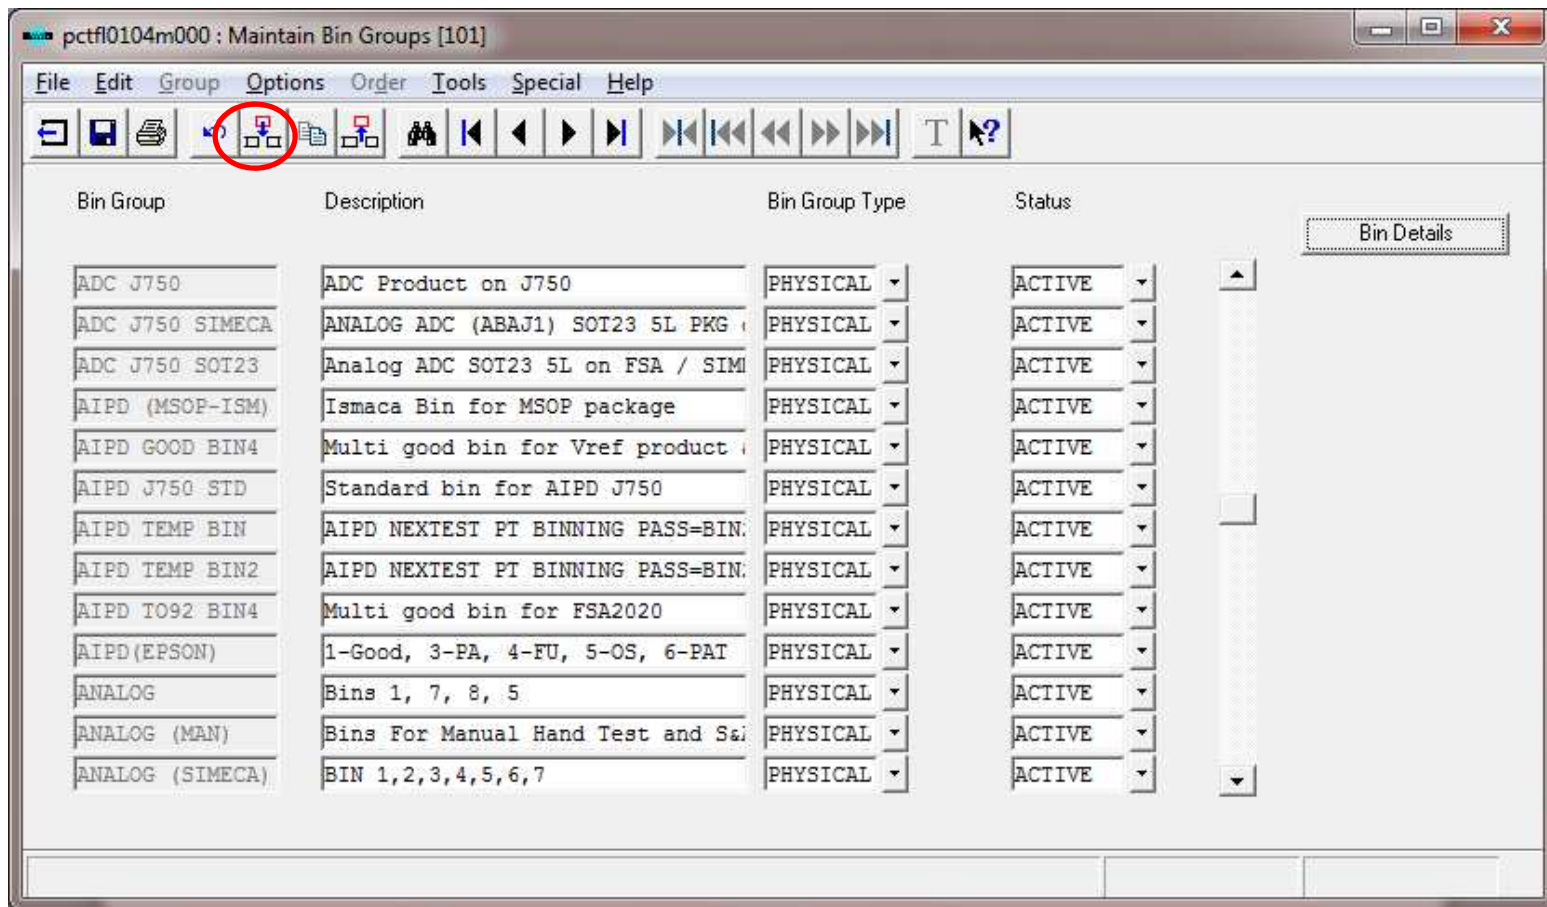 pctfl0104m000 : Maintain Bin Groups [101]
File Edit Group Options Order Tools Special Help
T ?
Bin Group Description Bin Group Type Status
Bin Details
ADC J750 ADC Product on J750 PHYSICAL ACTIVE
ADC J750 SIMECA ANALOG ADC (ABAJ1) SOT23 5L PKG PHYSICAL ACTIVE
ADC J750 SOT23 Analog ADC SOT23 5L on FSA / SIM PHYSICAL ACTIVE
AIPD (MSOP-ISM) Ismaca Bin for MSOP package PHYSICAL ACTIVE
AIPD GOOD BIN4 Multi good bin for Vref product PHYSICAL ACTIVE
AIPD J750 STD Standard bin for AIPD J750 PHYSICAL ACTIVE
AIPD TEMP BIN AIPD NEXTEST PT BINNING PASS=BIN PHYSICAL ACTIVE
AIPD TEMP BIN2 AIPD NEXTEST PT BINNING PASS=BIN PHYSICAL ACTIVE
AIPD TO92 BIN4 Multi good bin for FSA2020 PHYSICAL ACTIVE
AIPD(EPSON) 1-Good, 3-PA, 4-FU, 5-OS, 6-PAT PHYSICAL ACTIVE
ANALOG Bins 1, 7, 8, 5 PHYSICAL ACTIVE
ANALOG (MAN) Bins For Manual Hand Test and S& PHYSICAL ACTIVE
ANALOG (SIMECA) BIN 1,2,3,4,5,6,7 PHYSICAL ACTIVE